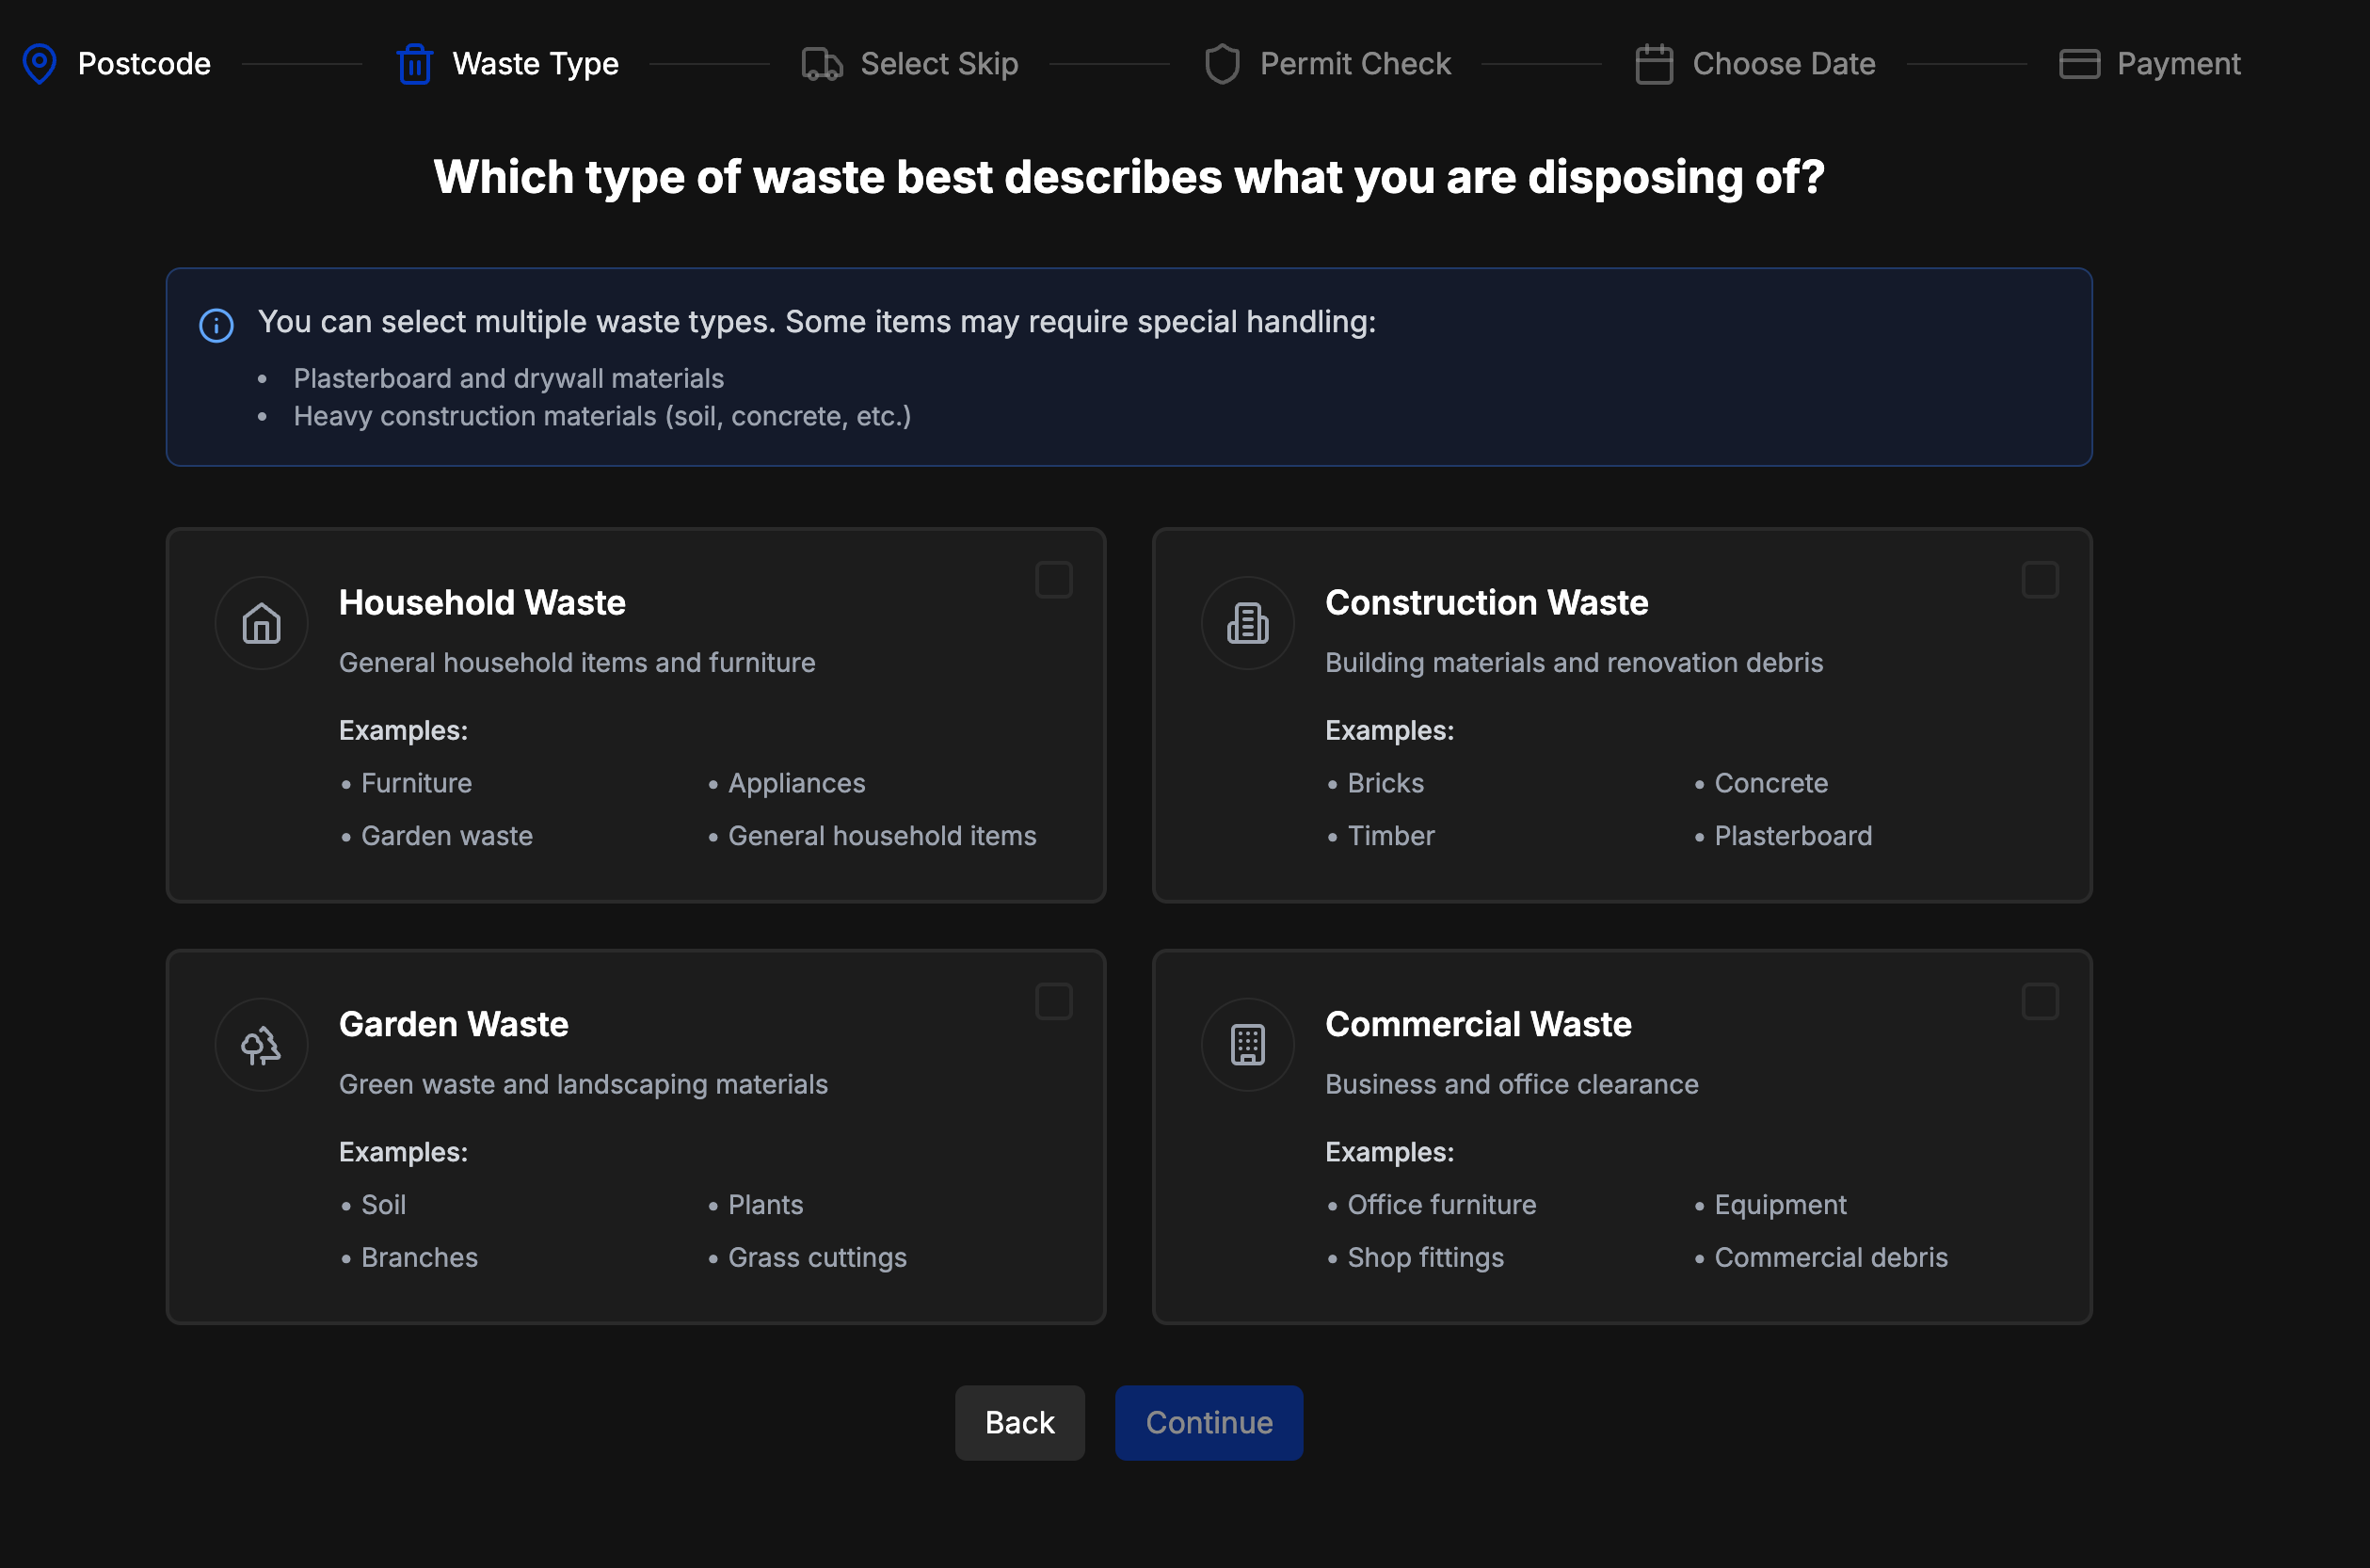 Postcode Waste Type Select Skip Permit Check Choose Date Payment
Which type of waste best describes what you are disposing of?
You can select multiple waste types. Some items may require special handling:
• Plasterboard and drywall materials
• Heavy construction materials (soil, concrete, etc.)
Household Waste
General household items and furniture
Examples:
• Furniture • Appliances
• Garden waste • General household items
Construction Waste
Building materials and renovation debris
Examples:
• Bricks • Concrete
• Timber • Plasterboard
Garden Waste
Green waste and landscaping materials
Examples:
• Soil • Plants
• Branches • Grass cuttings
Commercial Waste
Business and office clearance
Examples:
• Office furniture • Equipment
• Shop fittings • Commercial debris
Back Continue